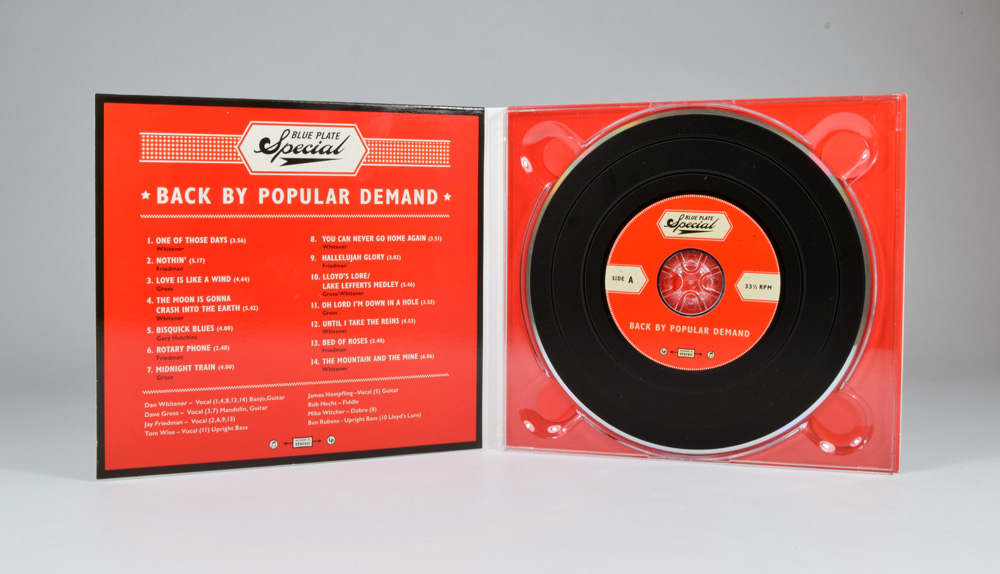 BLUE PLATE
Special
★ BACK BY POPULAR DEMAND ★
1. ONE OF THOSE DAYS (3.56)
Whitener
2. NOTHIN' (5.17)
Friedman
3. LOVE IS LIKE A WIND (4.44)
Gross
4. THE MOON IS GONNA
CRASH INTO THE EARTH (5.42)
Whitener
5. BISQUICK BLUES (4.00)
Gary Hutchins
6. ROTARY PHONE (2.48)
Friedman
7. MIDNIGHT TRAIN (4.00)
Gross
8. YOU CAN NEVER GO HOME AGAIN (3.51)
Whitener
9. HALLELUJAH GLORY (3.02)
Friedman
10. LLOYD'S LORE/
LAKE LEFFERTS MEDLEY (5.46)
Gross/Whitener
11. OH LORD I'M DOWN IN A HOLE (3.53)
Gross
12. UNTIL I TAKE THE REINS (4.53)
Whitener
13. BED OF ROSES (2.48)
Friedman
14. THE MOUNTAIN AND THE MINE (6.06)
Whitener
Dan Whitener – Vocal (1,4,8,12,14) Banjo,Guitar
Dave Gross – Vocal (3,7) Mandolin, Guitar
Jay Friedman – Vocal (2,6,9,13)
Tom Wise – Vocal (11) Upright Bass
James Hempfling –Vocal (5) Guitar
Rob Hecht – Fiddle
Mike Witcher – Dobro (8)
Ben Rubens - Upright Bass (10 Lloyd's Lore)
STEREO
Lp
BLUE PLATE
Special
SIDE A
33⅓ RPM
BACK BY POPULAR DEMAND
Lp
STEREO